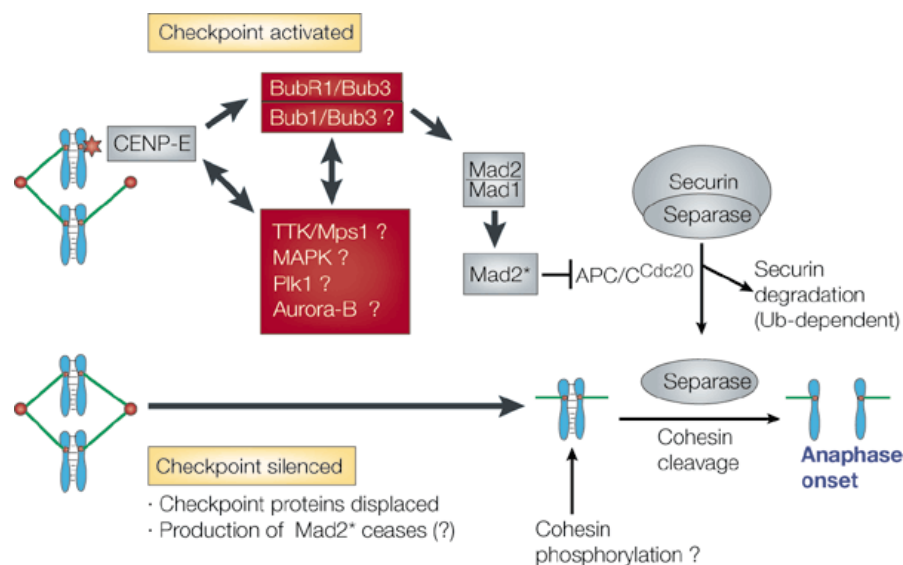 Checkpoint activated
BubR1/Bub3
Bub1/Bub3 ?
CENP-E
Mad2
Mad1
TTK/Mps1 ?
MAPK ?
Plk1 ?
Aurora-B ?
Mad2*
APC/CCdc20
Securin
Separase
Securin
degradation
(Ub-dependent)
Separase
Cohesin
cleavage
Anaphase
onset
Checkpoint silenced
· Checkpoint proteins displaced
· Production of Mad2* ceases (?)
Cohesin
phosphorylation ?